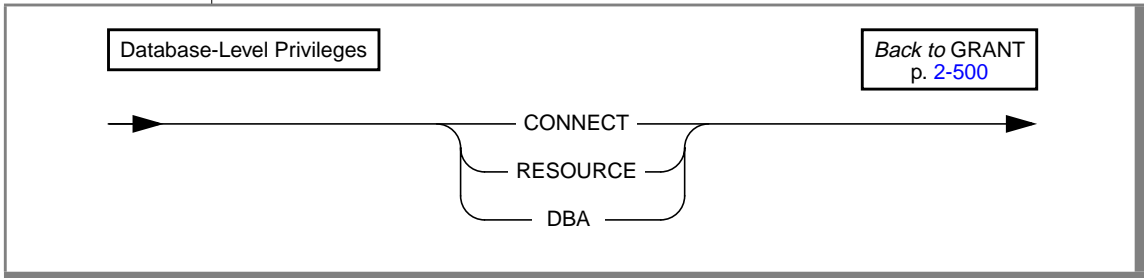 Database-Level Privileges
Back to GRANT
p. 2-500
CONNECT
RESOURCE
DBA